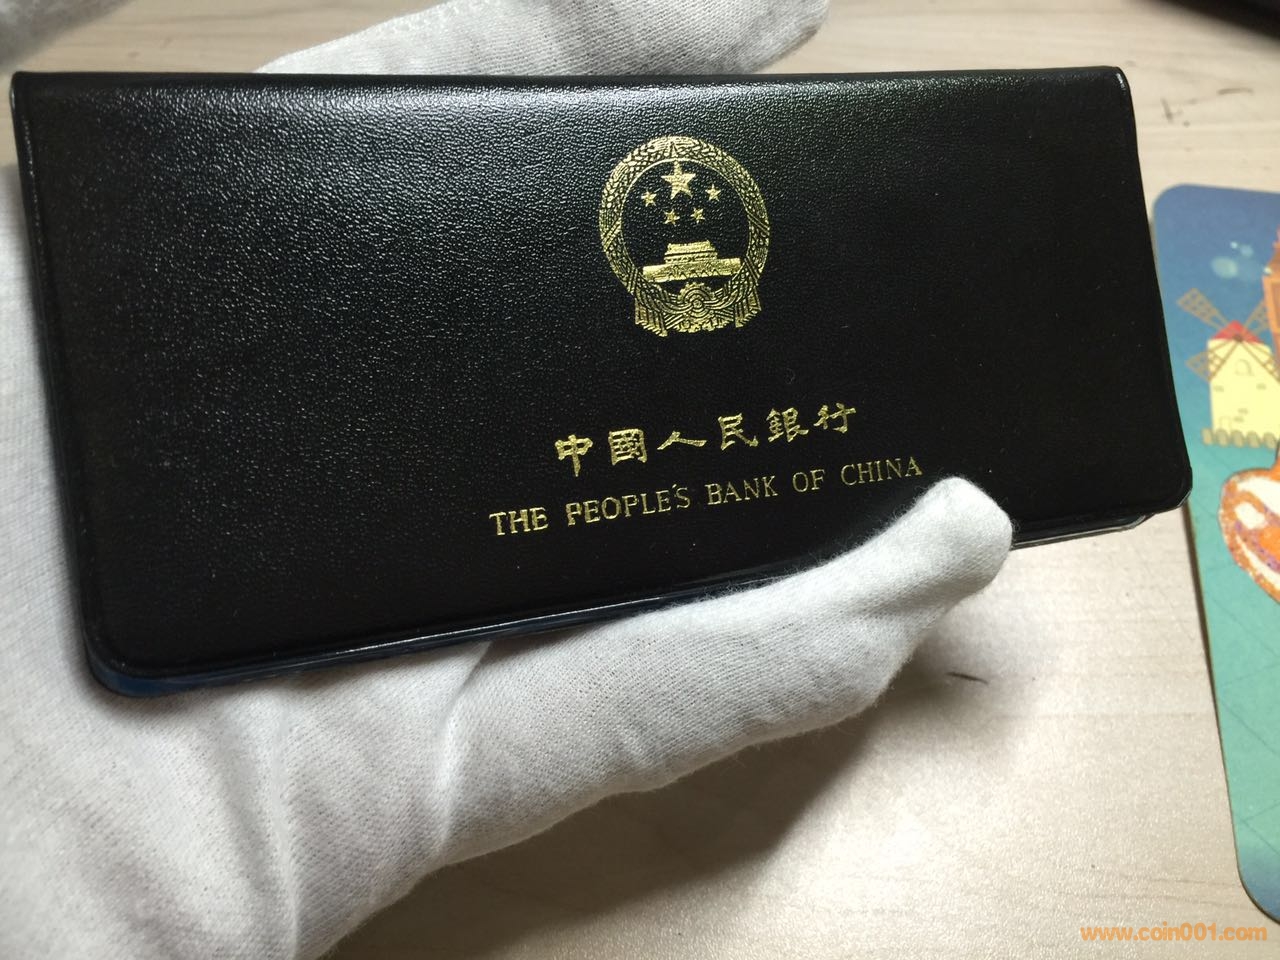 中國人民銀行
THE PEOPLE'S BANK OF CHINA
www.coin001.com